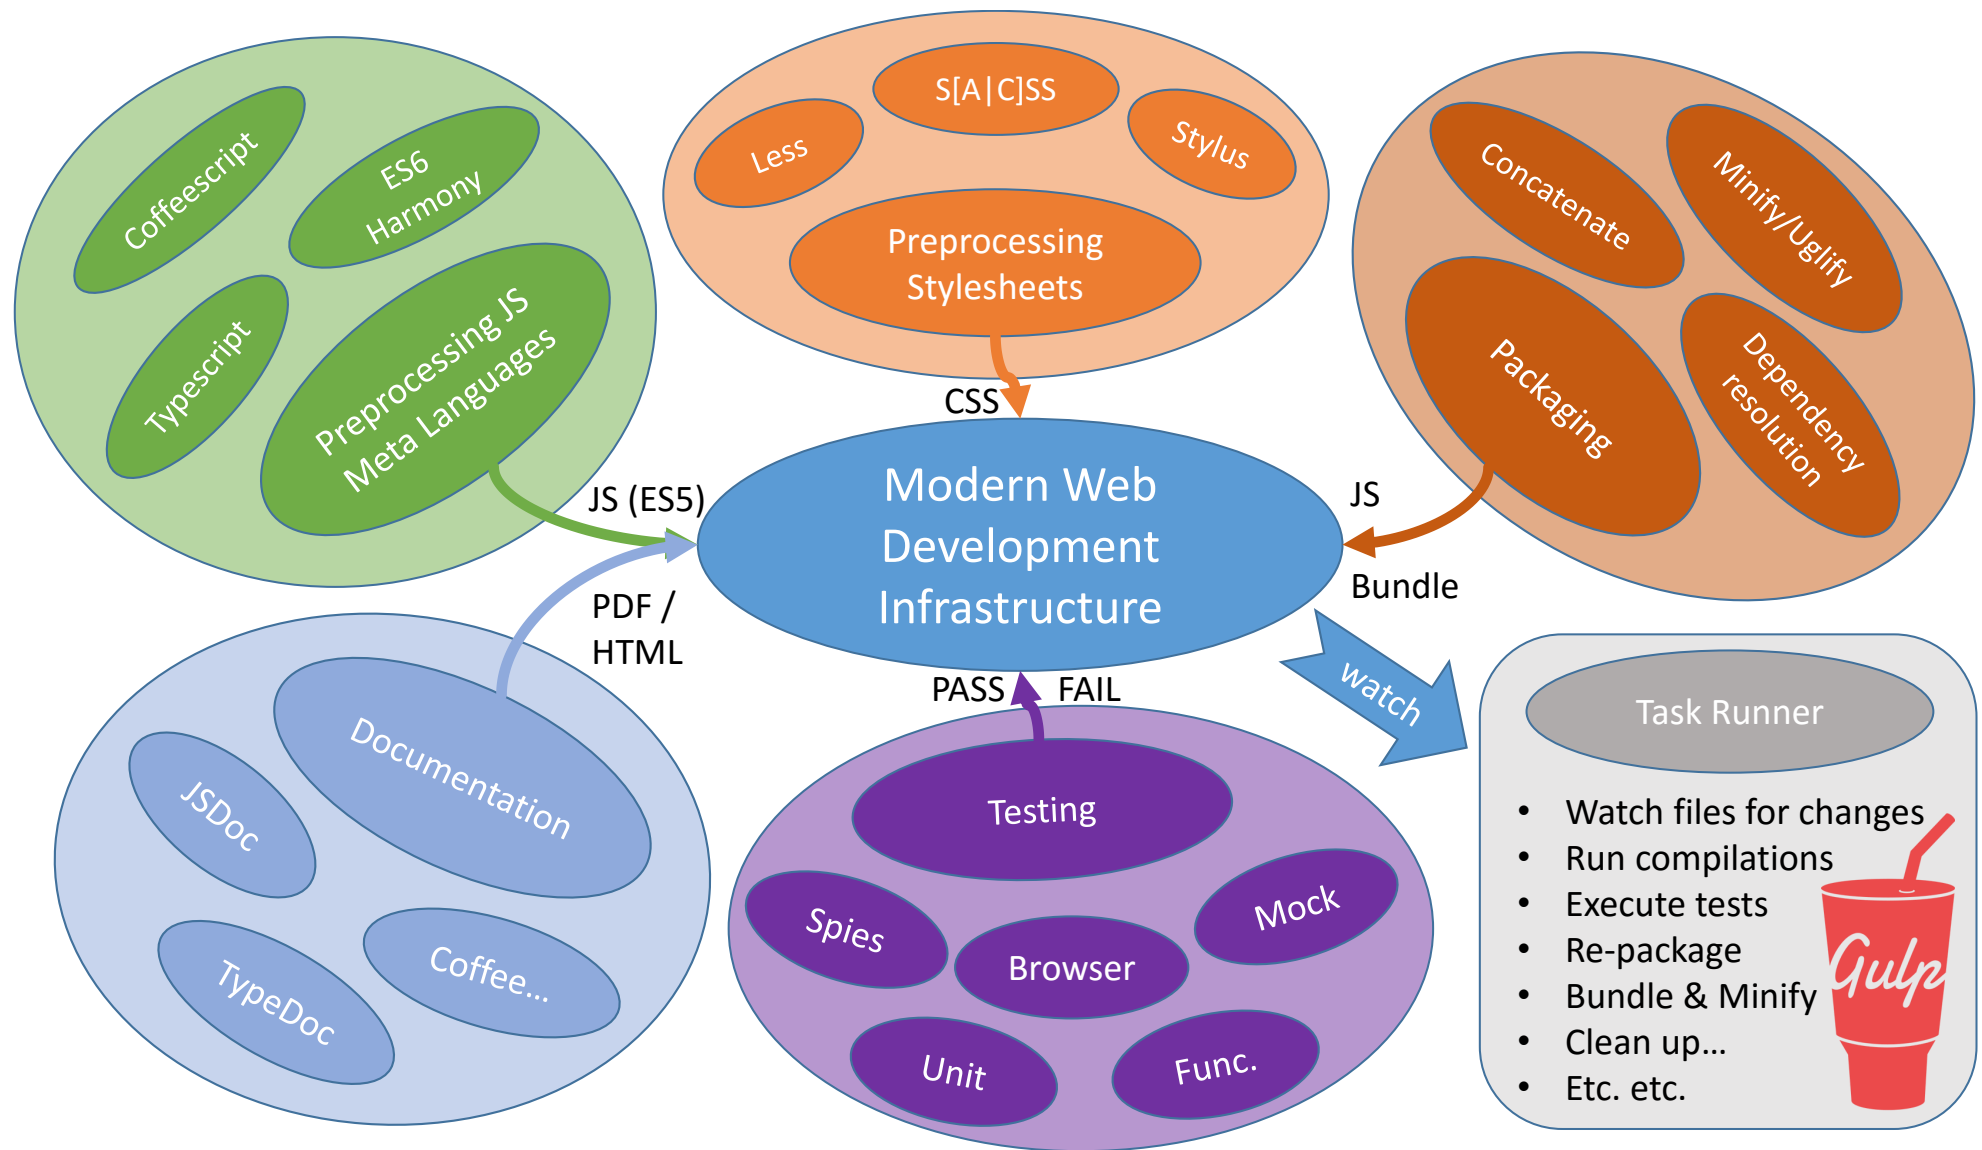 Coffeescript
ES6
Harmony
Typescript
Preprocessing JS
Meta Languages
JS (ES5)
S[A|C]SS
Less
Stylus
Preprocessing
Stylesheets
CSS
Concatenate
Minify/Uglify
Packaging
Dependency
resolution
JS
Bundle
Modern Web
Development
Infrastructure
PDF /
HTML
Documentation
JSDoc
TypeDoc
Coffee...
PASS FAIL
Testing
Spies
Browser
Mock
Unit
Func.
watch
Task Runner
• Watch files for changes
• Run compilations
• Execute tests
• Re-package
• Bundle & Minify
• Clean up...
• Etc. etc.
Gulp